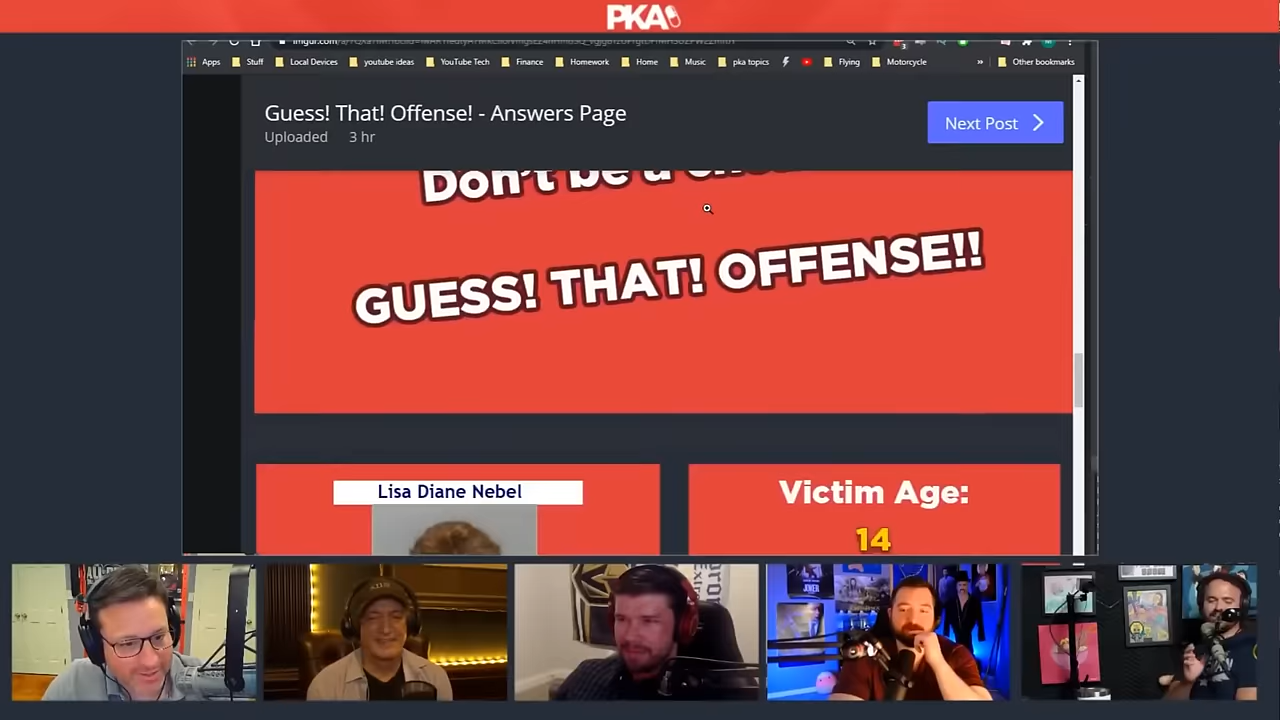 PKA
Apps Stuff Local Devices youtube ideas YouTube Tech Finance Homework Home Music pka topics Flying Motorcycle » Other bookmarks
Guess! That! Offense! - Answers Page
Uploaded 3 hr
Next Post
Don't be a
GUESS! THAT! OFFENSE!!
Lisa Diane Nebel
Victim Age:
14